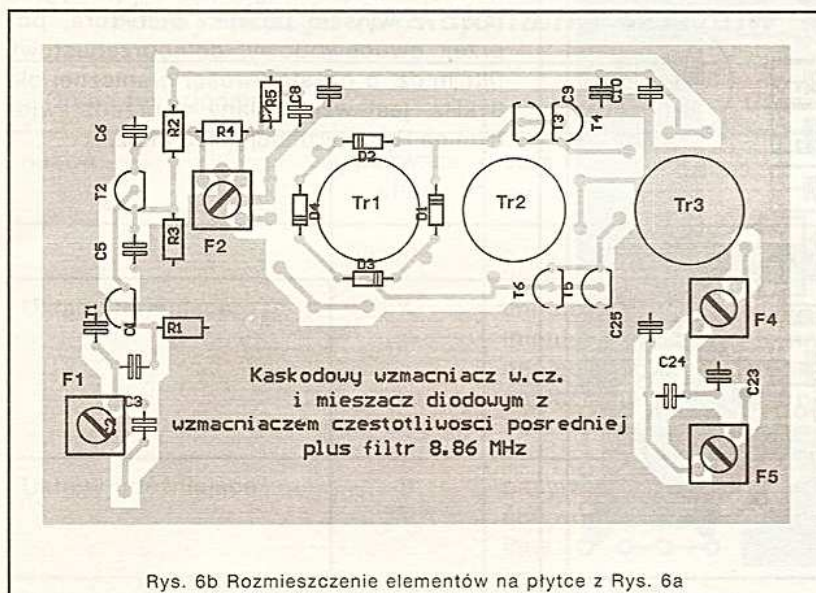 R5
C8
C9
C10
C6
R2
R4
T3
T4
D2
T2
D4
Tr1
D1
Tr2
Tr3
F2
R3
C5
D3
T6
T5
F4
T1
R1
C25
C24
C23
F1
C3
F5
Kaskodowy wzmacniacz w.cz.
i mieszacz diodowym z
wzmacniaczem czestotliwosci posredniej
plus filtr 8.86 MHz
Rys. 6b Rozmieszczenie elementów na płytce z Rys. 6a